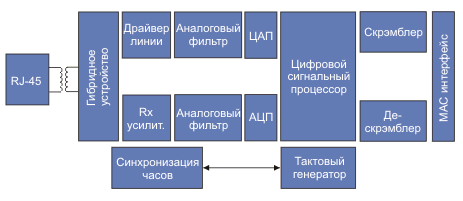 RJ-45
Гибридное
устройство
Драйвер
линии
Аналоговый
фильтр
ЦАП
Rx
усилит.
Аналоговый
фильтр
АЦП
Цифровой
сигнальный
процессор
Скрэмблер
Де-
скрэмблер
MAC интерфейс
Синхронизация
часов
Тактовый
генератор